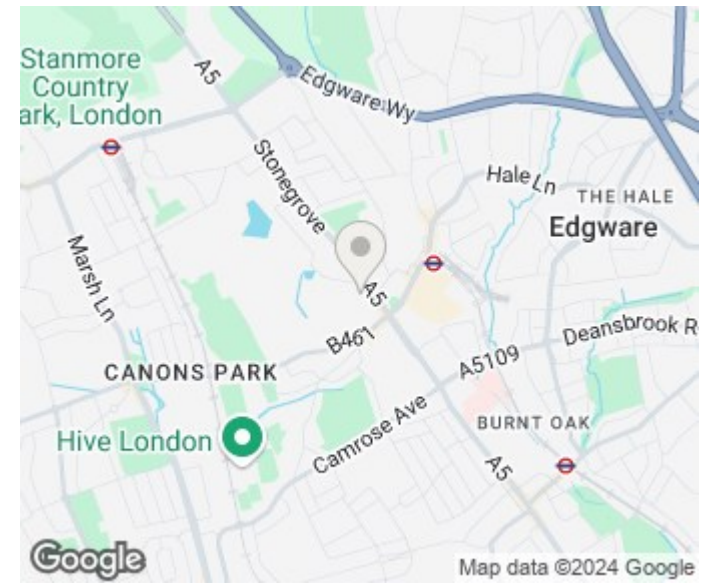 Stanmore
Country
ark, London
A5
Edgware Wy
Stonegrove
Hale Ln
THE HALE
Edgware
Marsh Ln
A5
B461
Deansbrook R
A5109
CANONS PARK
Camrose Ave
BURNT OAK
Hive London
A5
Google
Map data ©2024 Google